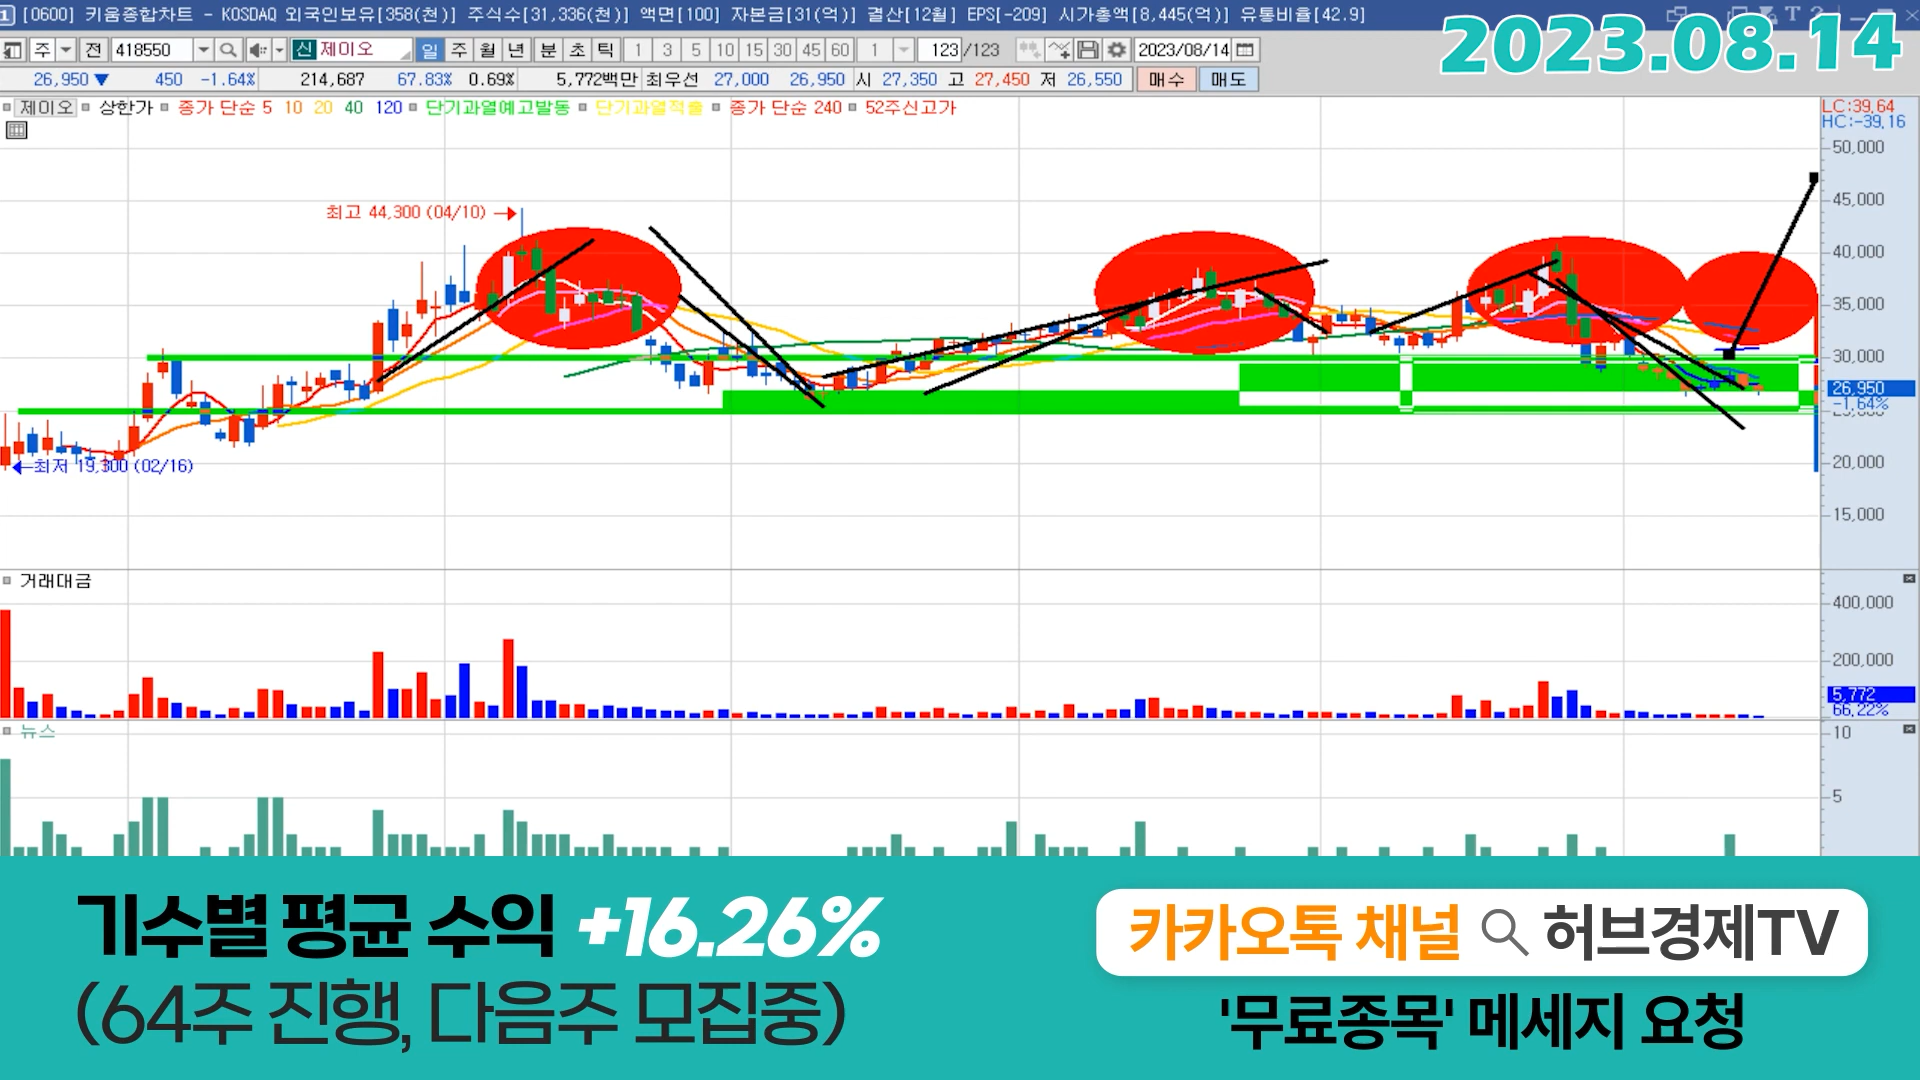 [0600] 키움종합차트 - KOSDAQ 외국인보유[358(천)] 주식수[31,336(천)] 액면[100] 자본금[31(억)] 결산[12월] EPS[-209] 시가총액[8,445(억)] 유통비율[42.9]
2023.08.14
주 전 418550 신 제이오 일 주 월 년 분 초 틱 1 3 5 10 15 30 45 60 1 123/123 2023/08/14
26,950▼ 450 -1.64% 214,687 67.83% 0.69% 5,772백만 최우선 27,000 26,950 시 27,350 고 27,450 저 26,550 매수 매도
제이오 상한가 종가 단순 5 10 20 40 120 단기과열예고발동 단기과열적출 종가 단순 240 52주신고가
LC:39.64
HC:-39.16
50,000
45,000
최고 44,300 (04/10) →
40,000
35,000
30,000
26,950
-1.64%
←최저 19,300 (02/16)
20,000
15,000
거래대금
400,000
200,000
5,772
66.22%
뉴스
10
5
기수별 평균 수익 +16.26%
(64주 진행, 다음주 모집중)
카카오톡 채널 허브경제TV
'무료종목' 메세지 요청